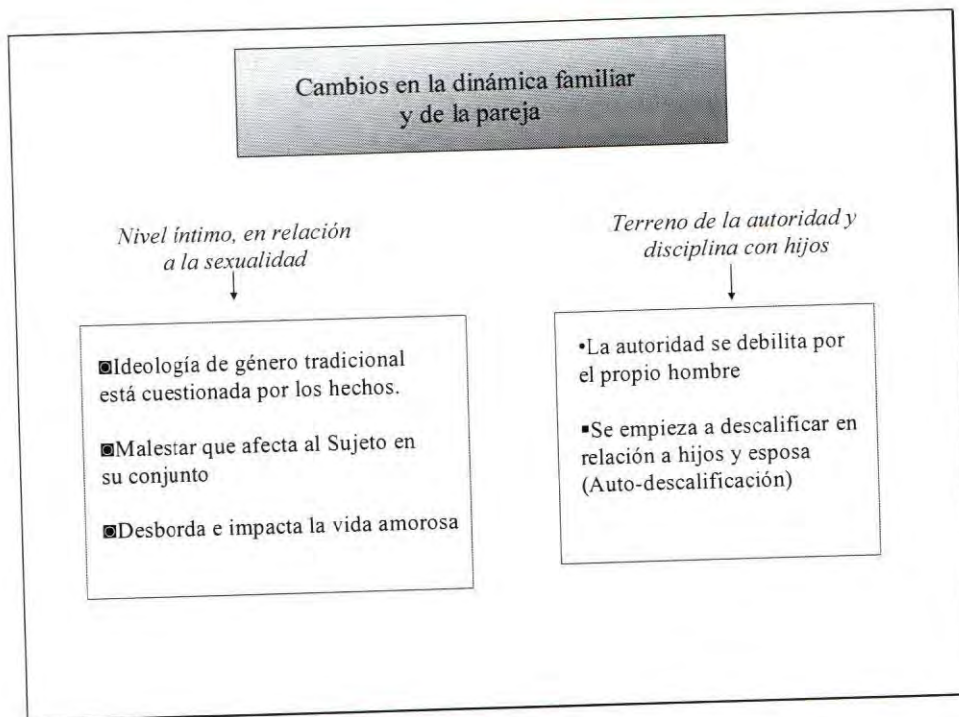 Cambios en la dinámica familiar
y de la pareja
Nivel íntimo, en relación
a la sexualidad
◙Ideología de género tradicional
está cuestionada por los hechos.
◙Malestar que afecta al Sujeto en
su conjunto
◙Desborda e impacta la vida amorosa
Terreno de la autoridad y
disciplina con hijos
•La autoridad se debilita por
el propio hombre
▪Se empieza a descalificar en
relación a hijos y esposa
(Auto-descalificación)